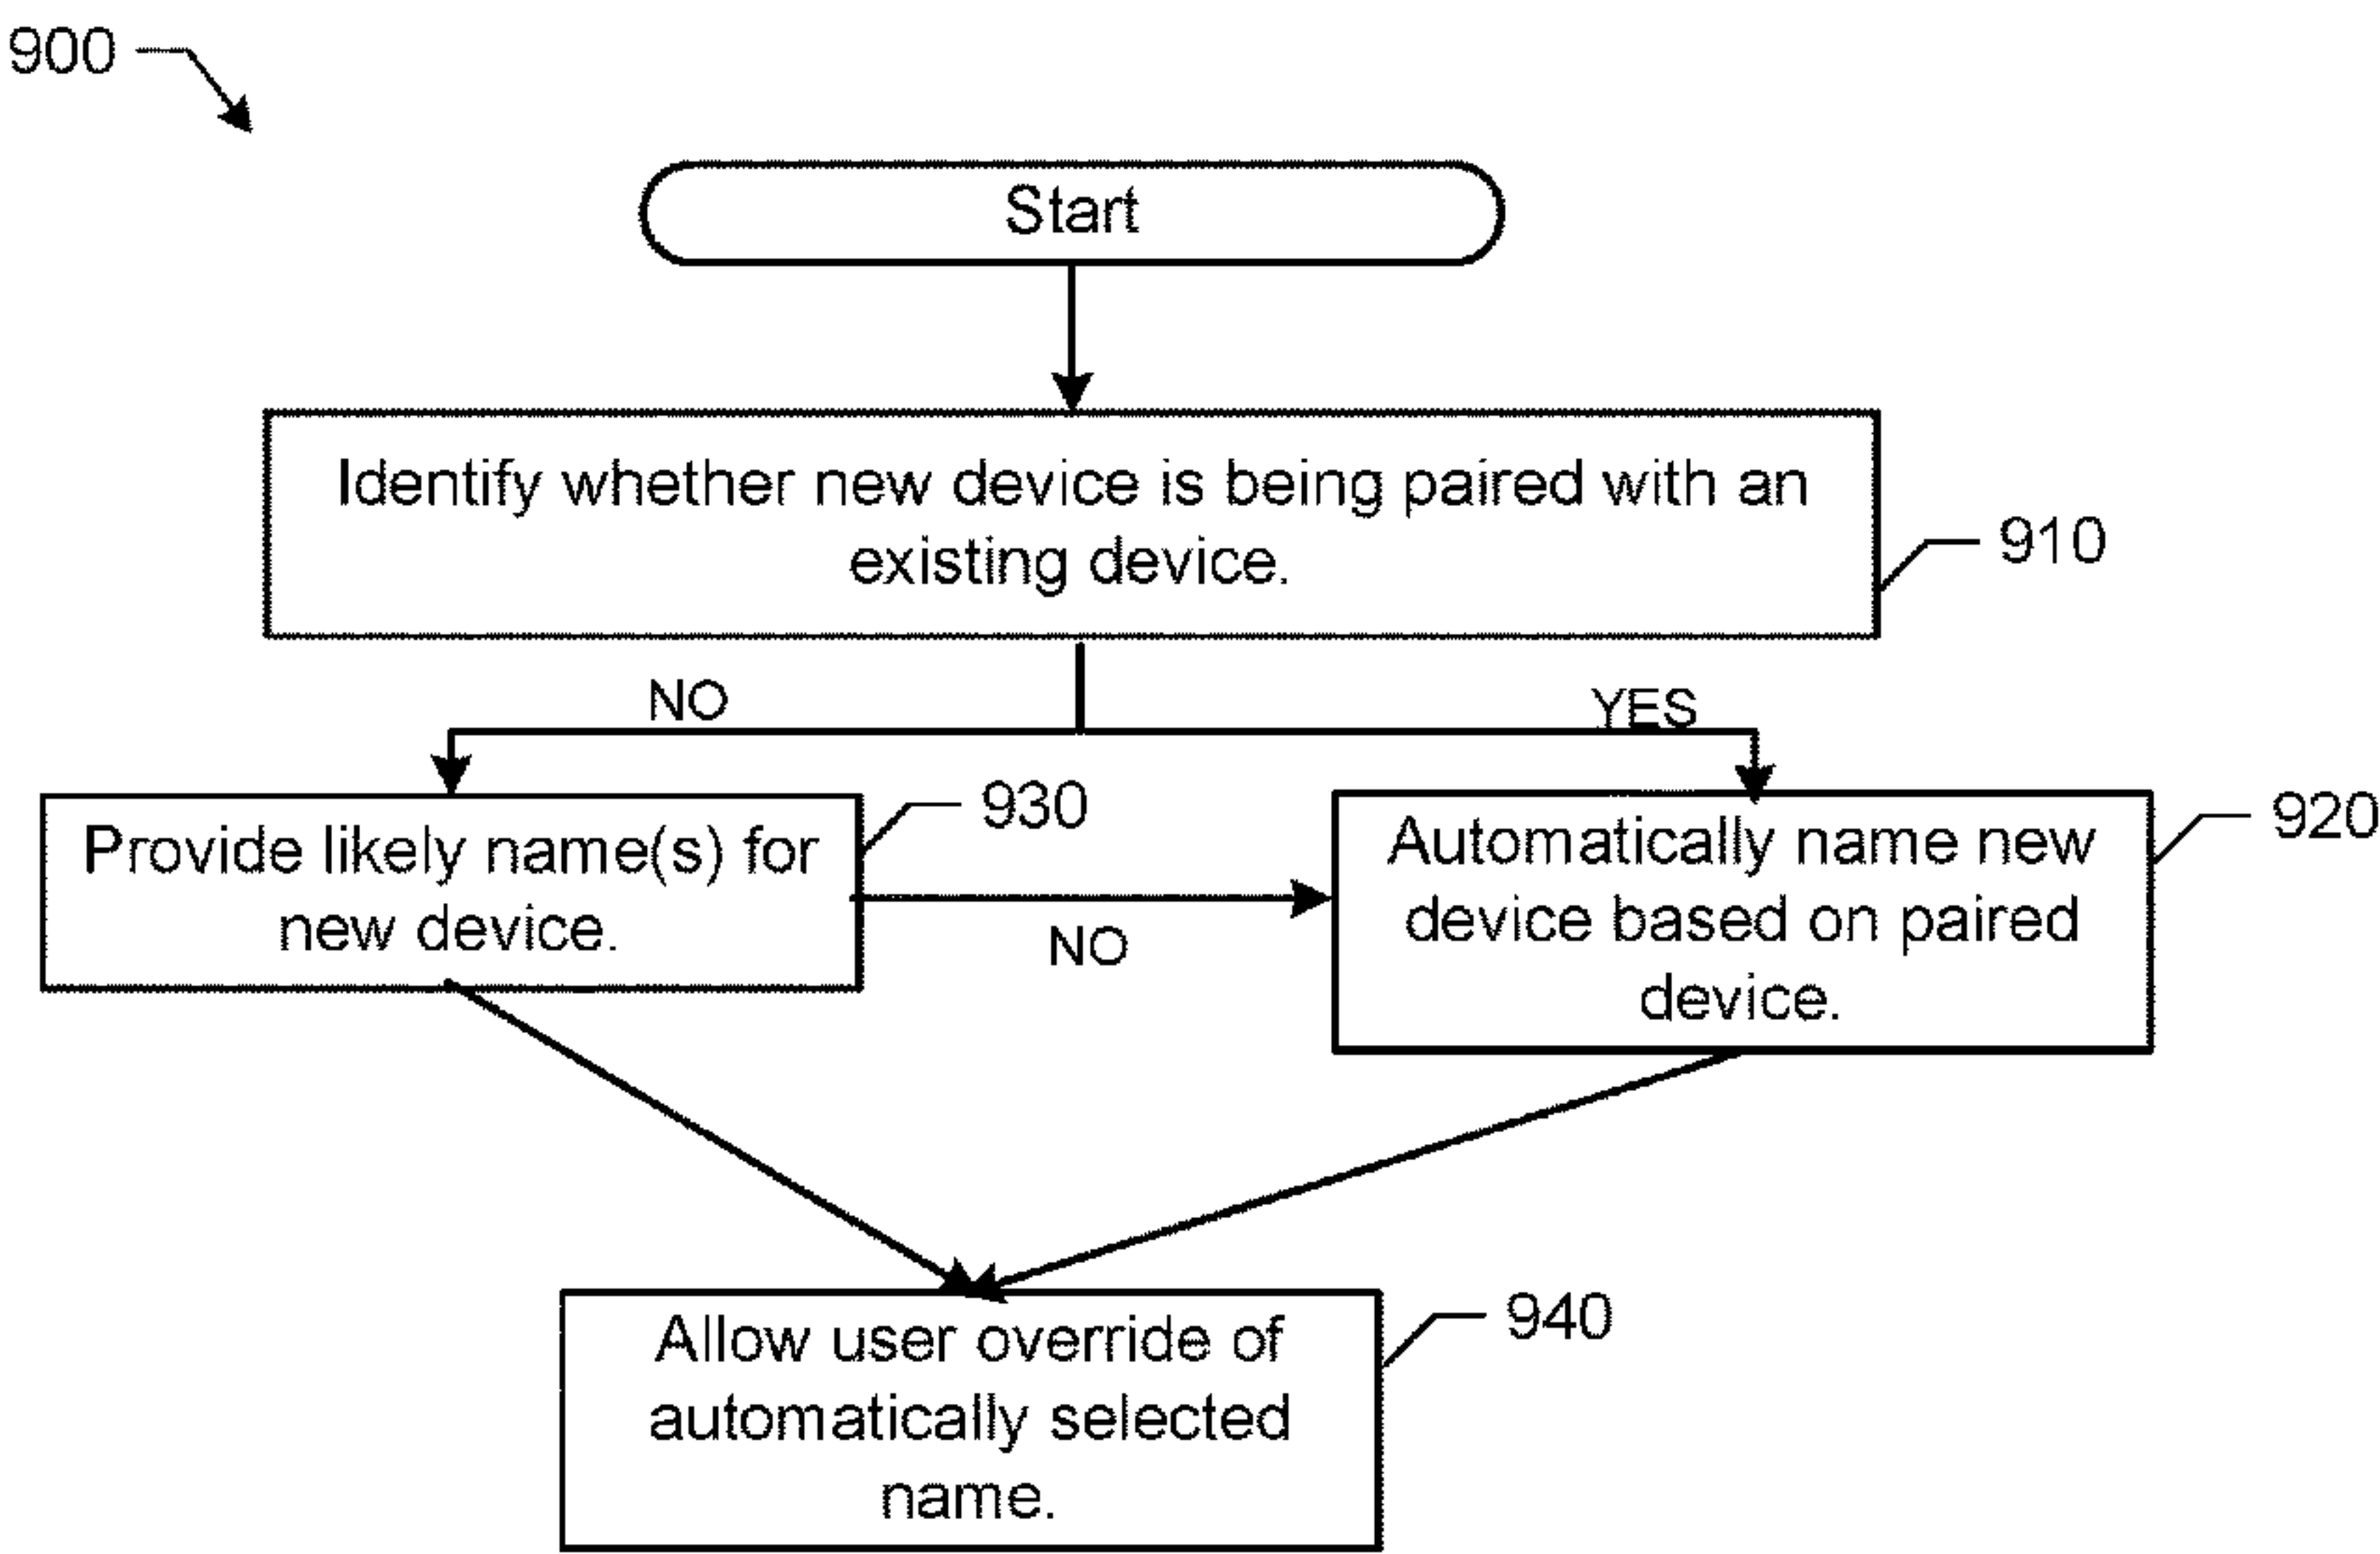 900
Start
Identify whether new device is being paired with an
existing device.
910
NO
YES
Provide likely name(s) for
new device.
930
NO
Automatically name new
device based on paired
device.
920
Allow user override of
automatically selected
name.
940